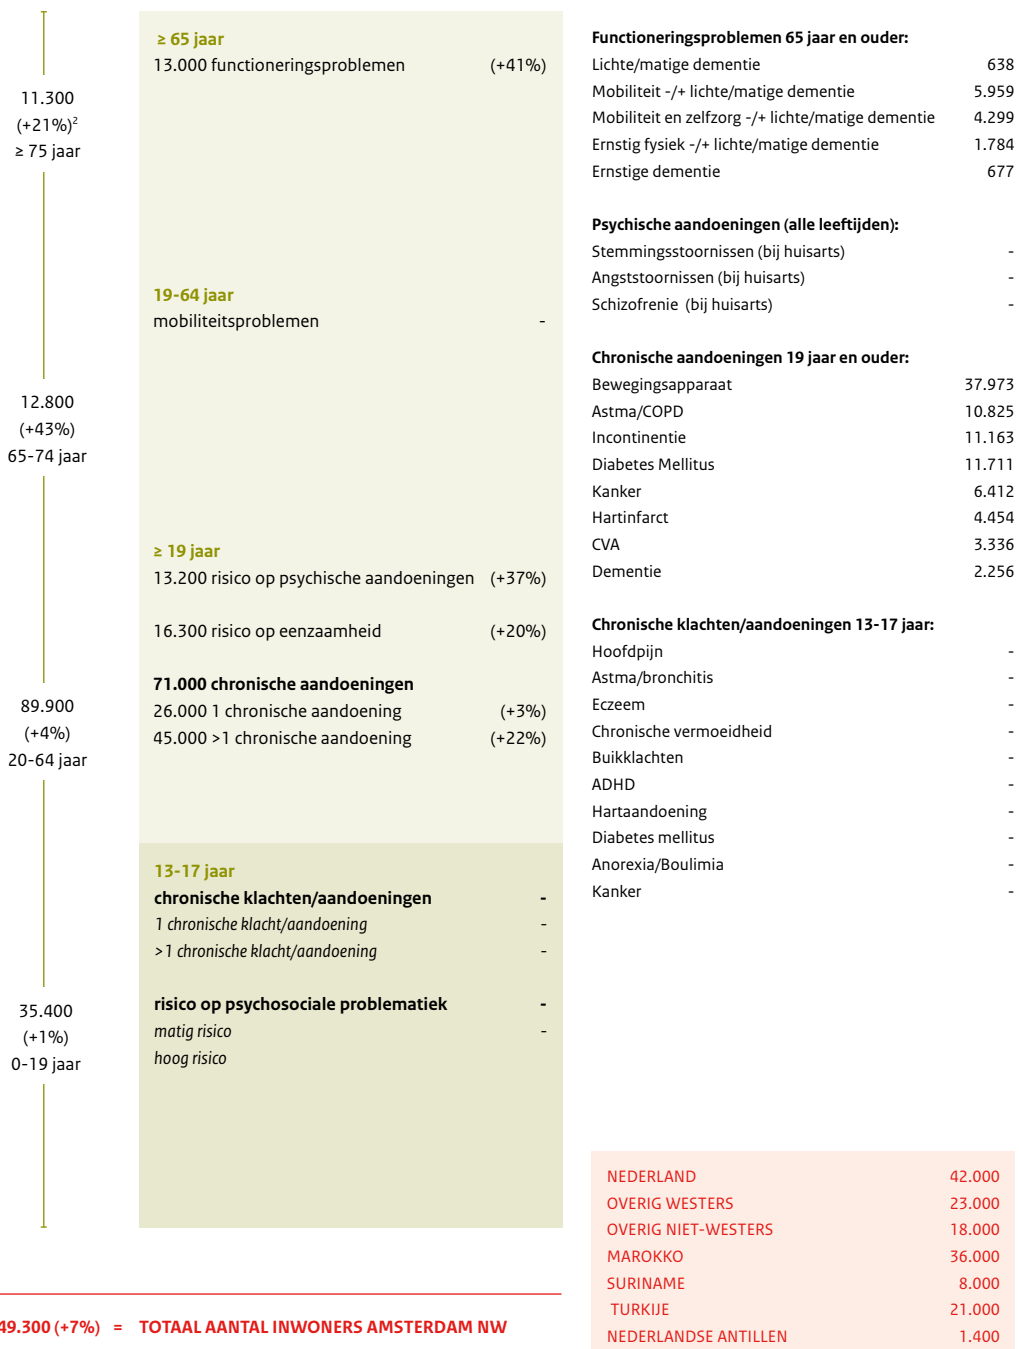 11.300
(+21%)²
≥ 75 jaar
12.800
(+43%)
65-74 jaar
89.900
(+4%)
20-64 jaar
35.400
(+1%)
0-19 jaar
≥ 65 jaar
13.000 functioneringsproblemen (+41%)
19-64 jaar
mobiliteitsproblemen -
≥ 19 jaar
13.200 risico op psychische aandoeningen (+37%)
16.300 risico op eenzaamheid (+20%)
71.000 chronische aandoeningen
26.000 1 chronische aandoening (+3%)
45.000 >1 chronische aandoening (+22%)
13-17 jaar
chronische klachten/aandoeningen -
1 chronische klacht/aandoening -
>1 chronische klacht/aandoening -
risico op psychosociale problematiek -
matig risico -
hoog risico
49.300 (+7%) = TOTAAL AANTAL INWONERS AMSTERDAM NW
Functioneringsproblemen 65 jaar en ouder:
Lichte/matige dementie 638
Mobiliteit -/+ lichte/matige dementie 5.959
Mobiliteit en zelfzorg -/+ lichte/matige dementie 4.299
Ernstig fysiek -/+ lichte/matige dementie 1.784
Ernstige dementie 677
Psychische aandoeningen (alle leeftijden):
Stemmingsstoornissen (bij huisarts) -
Angststoornissen (bij huisarts) -
Schizofrenie (bij huisarts) -
Chronische aandoeningen 19 jaar en ouder:
Bewegingsapparaat 37.973
Astma/COPD 10.825
Incontinentie 11.163
Diabetes Mellitus 11.711
Kanker 6.412
Hartinfarct 4.454
CVA 3.336
Dementie 2.256
Chronische klachten/aandoeningen 13-17 jaar:
Hoofdpijn -
Astma/bronchitis -
Eczeem -
Chronische vermoeidheid -
Buikklachten -
ADHD -
Hartaandoening -
Diabetes mellitus -
Anorexia/Boulimia -
Kanker -
NEDERLAND 42.000
OVERIG WESTERS 23.000
OVERIG NIET-WESTERS 18.000
MAROKKO 36.000
SURINAME 8.000
TURKIJE 21.000
NEDERLANDSE ANTILLEN 1.400